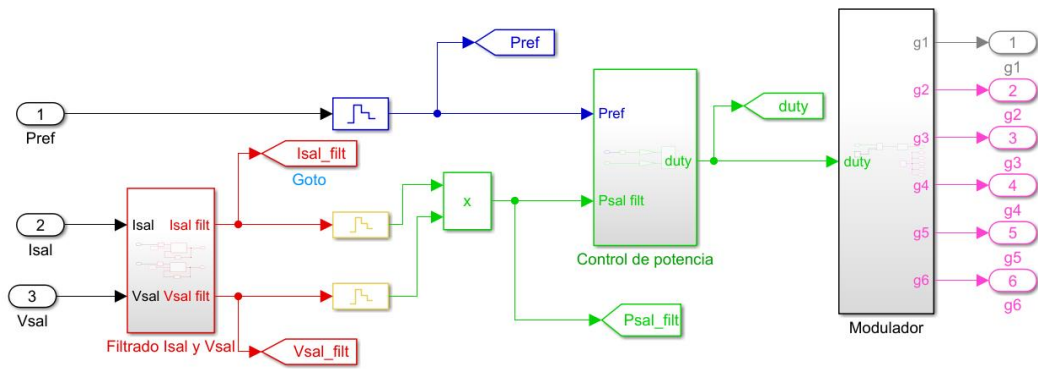 Pref
1
Pref
Pref
duty
duty
Isal_filt
Goto
2
Isal
Isal
Isal filt
x
Psal filt
Control de potencia
3
Vsal
Vsal
Vsal filt
Filtrado Isal y Vsal
Vsal_filt
Psal_filt
duty
Modulador
g1
1
g1
g2
2
g2
g3
3
g3
g4
4
g4
g5
5
g5
g6
6
g6